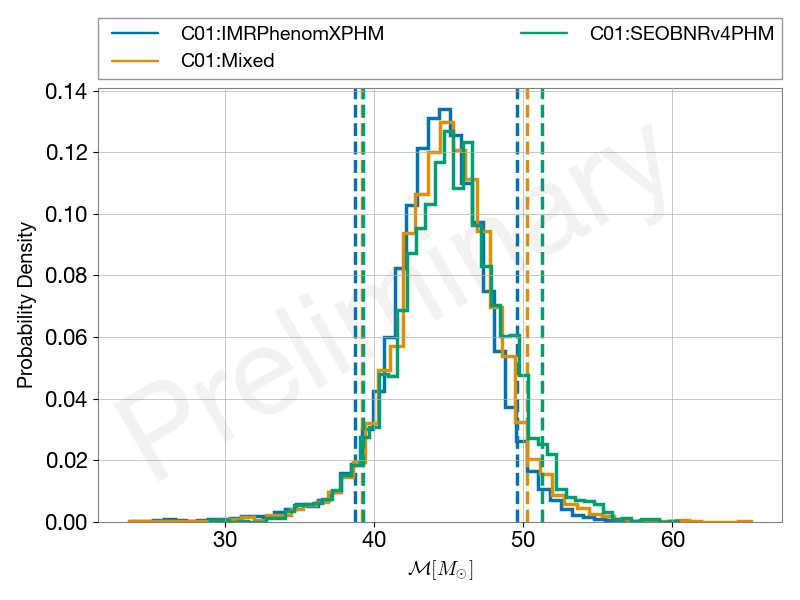 C01:IMRPhenomXPHM
C01:Mixed
C01:SEOBNRv4PHM
0.14
0.12
0.10
0.08
0.06
0.04
0.02
0.00
Probability Density
Preliminary
30 40 50 60
ℳ[M⊙]